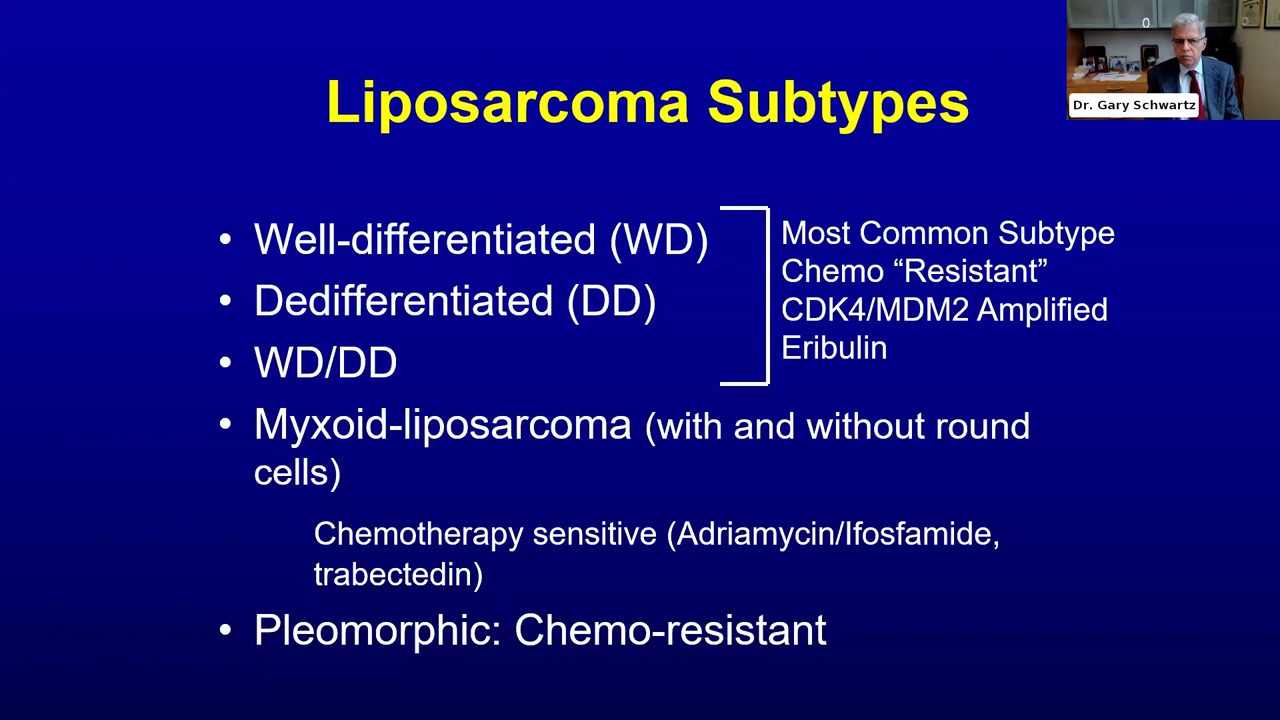 Liposarcoma Subtypes
0
Dr. Gary Schwartz
• Well-differentiated (WD)
• Dedifferentiated (DD)
• WD/DD
Most Common Subtype
Chemo “Resistant”
CDK4/MDM2 Amplified
Eribulin
• Myxoid-liposarcoma (with and without round
cells)
Chemotherapy sensitive (Adriamycin/Ifosfamide,
trabectedin)
• Pleomorphic: Chemo-resistant